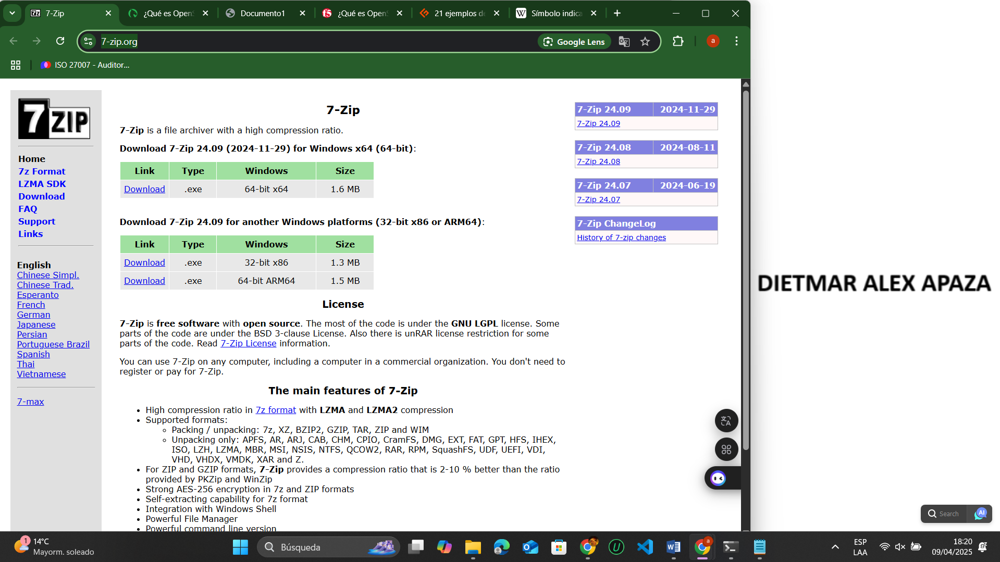 7-Zip
¿Qué es Open
Documento1
¿Qué es Open
21 ejemplos de
Símbolo indica
7-zip.org
Google Lens
a
ISO 27007 - Auditor...
7ZIP
Home
7z Format
LZMA SDK
Download
FAQ
Support
Links
English
Chinese Simpl.
Chinese Trad.
Esperanto
French
German
Japanese
Persian
Portuguese Brazil
Spanish
Thai
Vietnamese
7-max
7-Zip
7-Zip is a file archiver with a high compression ratio.
Download 7-Zip 24.09 (2024-11-29) for Windows x64 (64-bit):
Link Type Windows Size
Download .exe 64-bit x64 1.6 MB
Download 7-Zip 24.09 for another Windows platforms (32-bit x86 or ARM64):
Link Type Windows Size
Download .exe 32-bit x86 1.3 MB
Download .exe 64-bit ARM64 1.5 MB
License
7-Zip is free software with open source. The most of the code is under the GNU LGPL license. Some
parts of the code are under the BSD 3-clause License. Also there is unRAR license restriction for some
parts of the code. Read 7-Zip License information.
You can use 7-Zip on any computer, including a computer in a commercial organization. You don't need to
register or pay for 7-Zip.
The main features of 7-Zip
High compression ratio in 7z format with LZMA and LZMA2 compression
Supported formats:
Packing / unpacking: 7z, XZ, BZIP2, GZIP, TAR, ZIP and WIM
Unpacking only: APFS, AR, ARJ, CAB, CHM, CPIO, CramFS, DMG, EXT, FAT, GPT, HFS, IHEX,
ISO, LZH, LZMA, MBR, MSI, NSIS, NTFS, QCOW2, RAR, RPM, SquashFS, UDF, UEFI, VDI,
VHD, VHDX, VMDK, XAR and Z.
For ZIP and GZIP formats, 7-Zip provides a compression ratio that is 2-10 % better than the ratio
provided by PKZip and WinZip
Strong AES-256 encryption in 7z and ZIP formats
Self-extracting capability for 7z format
Integration with Windows Shell
Powerful File Manager
Powerful command line version
7-Zip 24.09 2024-11-29
7-Zip 24.09
7-Zip 24.08 2024-08-11
7-Zip 24.08
7-Zip 24.07 2024-06-19
7-Zip 24.07
7-Zip ChangeLog
History of 7-zip changes
DIETMAR ALEX APAZA
Search
AI
1
14°C
Mayorm. soleado
Búsqueda
a
ESP
LAA
18:20
09/04/2025